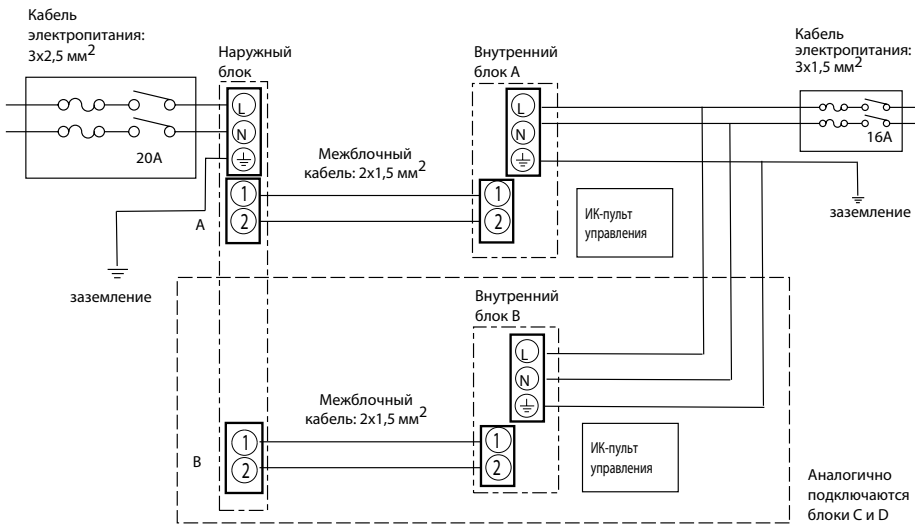 Кабель
электропитания:
3x2,5 мм2
Наружный
блок
Внутренний
блок А
Кабель
электропитания:
3x1,5 мм2
L
N
20А
1
2
А
заземление
Межблочный
кабель: 2x1,5 мм2
L
N
1
2
ИК-пульт
управления
16А
заземление
Внутренний
блок В
L
N
Межблочный
кабель: 2x1,5 мм2
В
1
2
1
2
ИК-пульт
управления
Аналогично
подключаются
блоки С и D